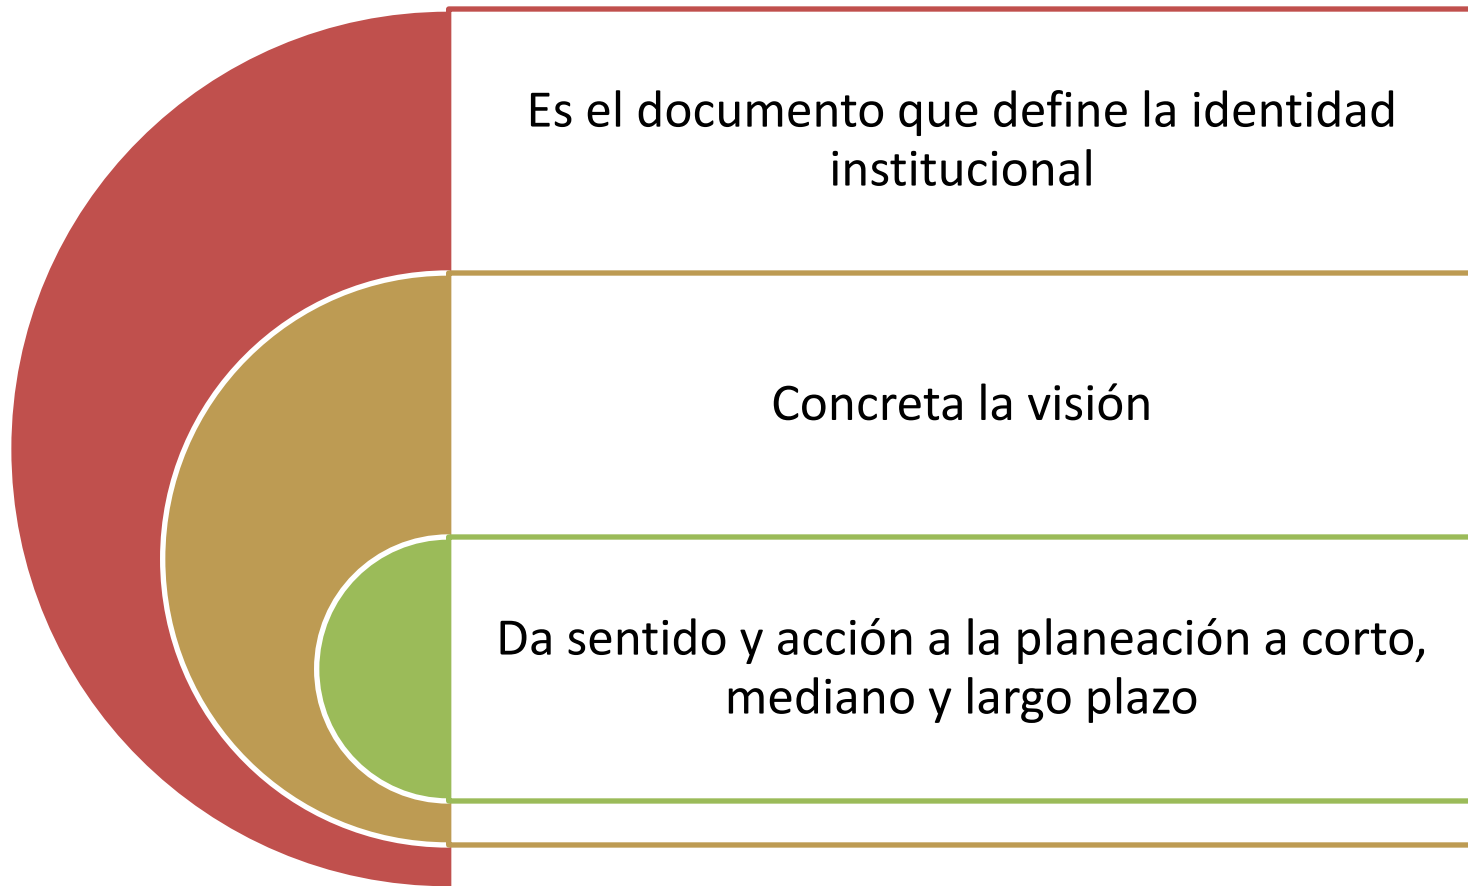 Es el documento que define la identidad
institucional
Concreta la visión
Da sentido y acción a la planeación a corto,
mediano y largo plazo